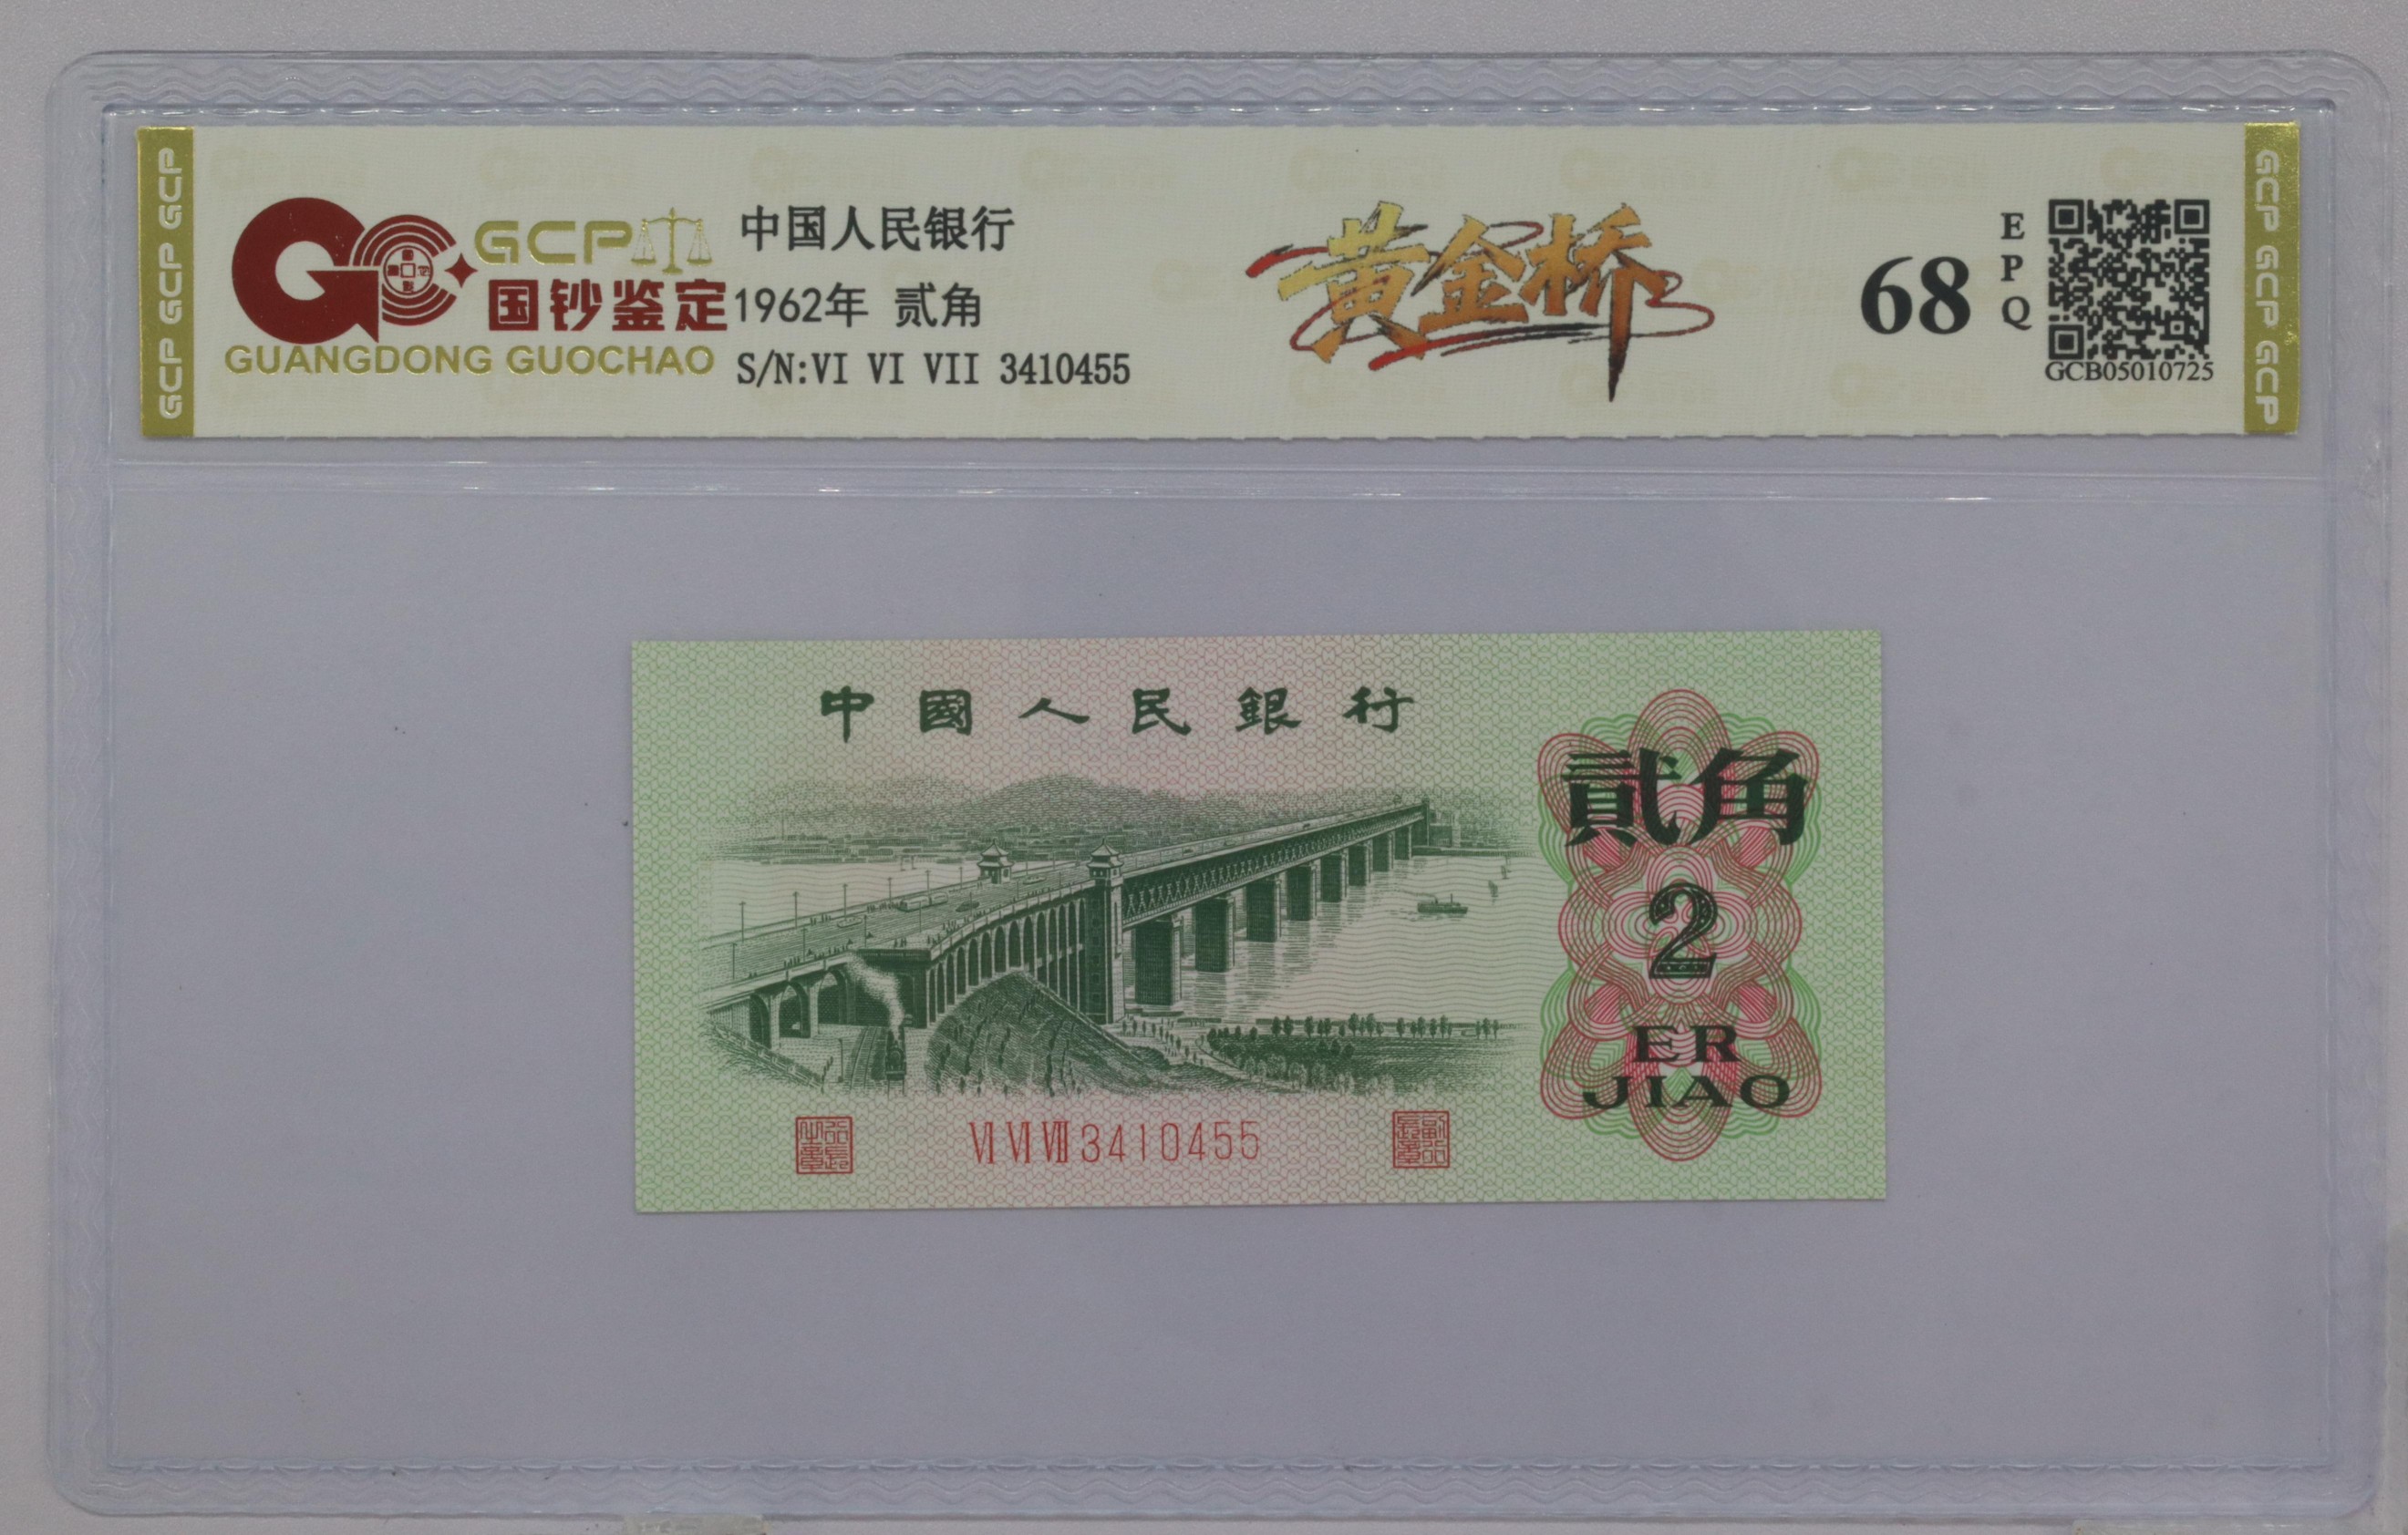 GCP GCP GCP
GCP
国钞鉴定
GUANGDONG GUOCHAO
中国人民银行
1962年 贰角
S/N:VI VI VII 3410455
黄金桥
68
EPQ
GCB05010725
GCP GCP GCP
中國人民銀行
貳角
2
ER
JIAO
VI VI VII 3410455